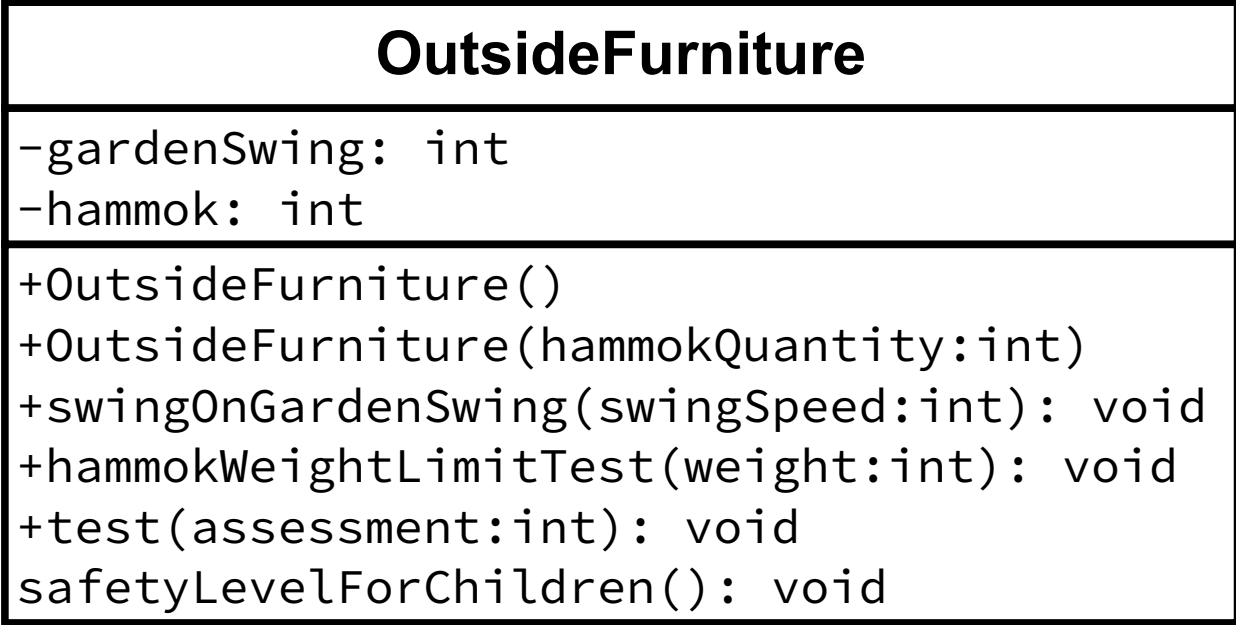 OutsideFurniture
-gardenSwing: int
-hammok: int
+OutsideFurniture()
+OutsideFurniture(hammokQuantity:int)
+swingOnGardenSwing(swingSpeed:int): void
+hammokWeightLimitTest(weight:int): void
+test(assessment:int): void
safetyLevelForChildren(): void